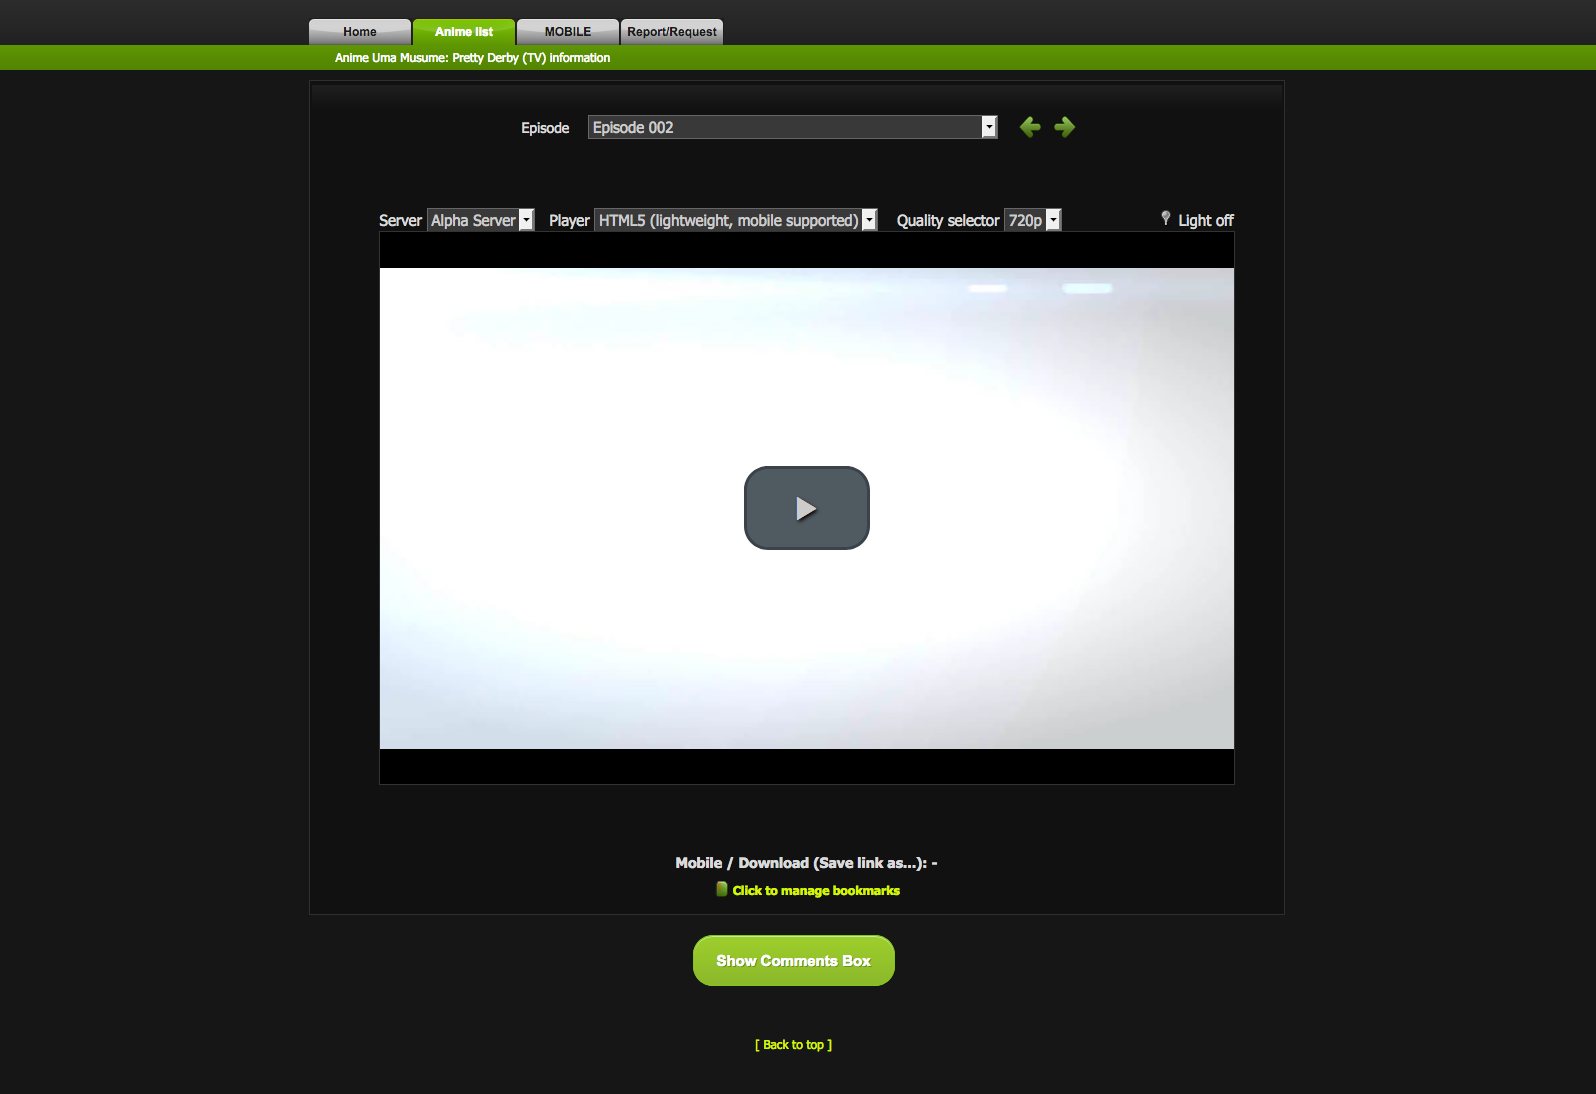 Home Anime list MOBILE Report/Request
Anime Uma Musume: Pretty Derby (TV) information
Episode Episode 002
Server Alpha Server Player HTML5 (lightweight, mobile supported) Quality selector 720p Light off
Mobile / Download (Save link as...): -
Click to manage bookmarks
Show Comments Box
[ Back to top ]